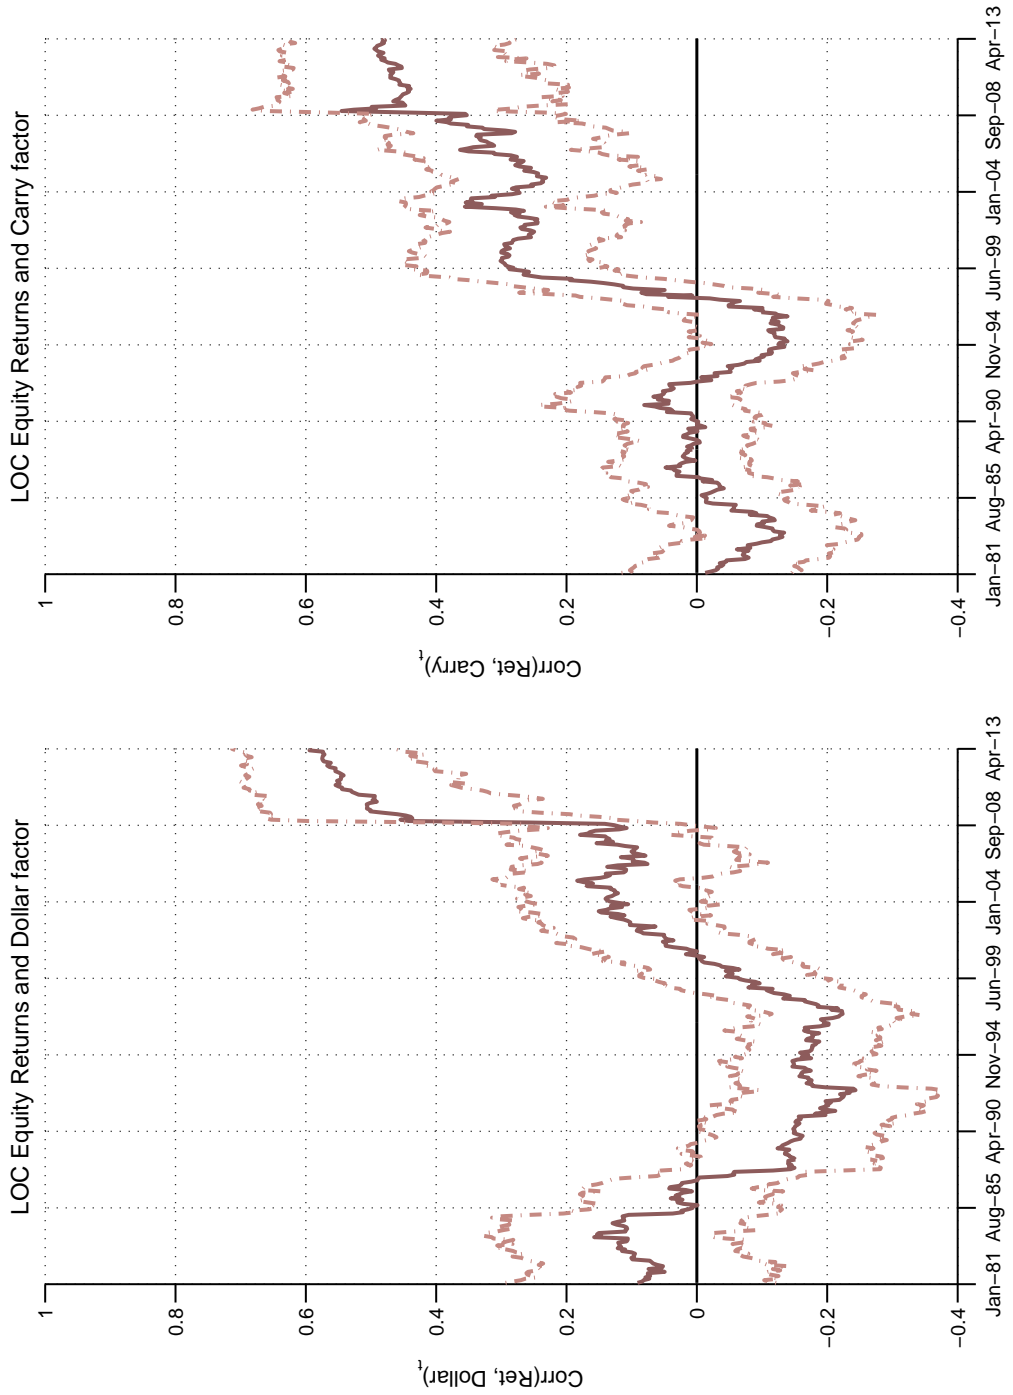 LOC Equity Returns and Dollar factor
Corr(Ret, Dollar)t
1
0.8
0.6
0.4
0.2
0
−0.2
−0.4
Jan−81 Aug−85 Apr−90 Nov−94 Jun−99 Jan−04 Sep−08 Apr−13
LOC Equity Returns and Carry factor
Corr(Ret, Carry)t
1
0.8
0.6
0.4
0.2
0
−0.2
−0.4
Jan−81 Aug−85 Apr−90 Nov−94 Jun−99 Jan−04 Sep−08 Apr−13